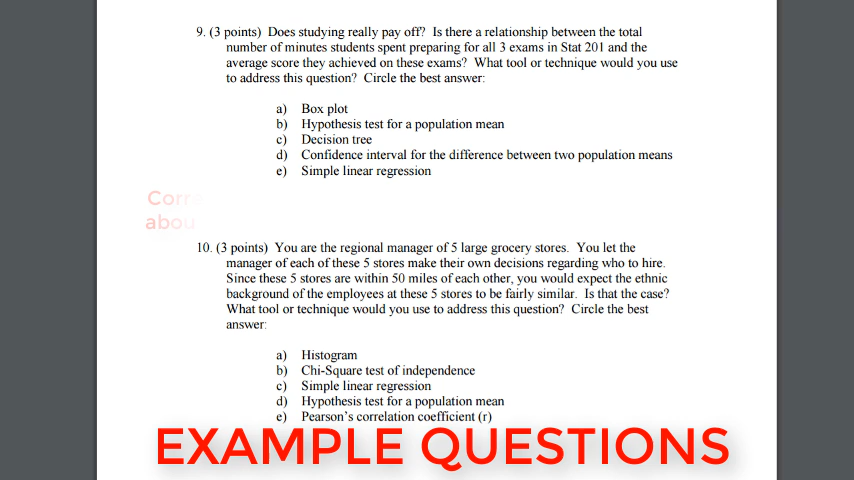 9. (3 points)  Does studying really pay off?  Is there a relationship between the total
number of minutes students spent preparing for all 3 exams in Stat 201 and the
average score they achieved on these exams?  What tool or technique would you use
to address this question?  Circle the best answer:
a) Box plot
b) Hypothesis test for a population mean
c) Decision tree
d) Confidence interval for the difference between two population means
e) Simple linear regression
10. (3 points)  You are the regional manager of 5 large grocery stores.  You let the
manager of each of these 5 stores make their own decisions regarding who to hire.
Since these 5 stores are within 50 miles of each other, you would expect the ethnic
background of the employees at these 5 stores to be fairly similar.  Is that the case?
What tool or technique would you use to address this question?  Circle the best
answer:
a) Histogram
b) Chi-Square test of independence
c) Simple linear regression
d) Hypothesis test for a population mean
e) Pearson's correlation coefficient (r)
EXAMPLE QUESTIONS